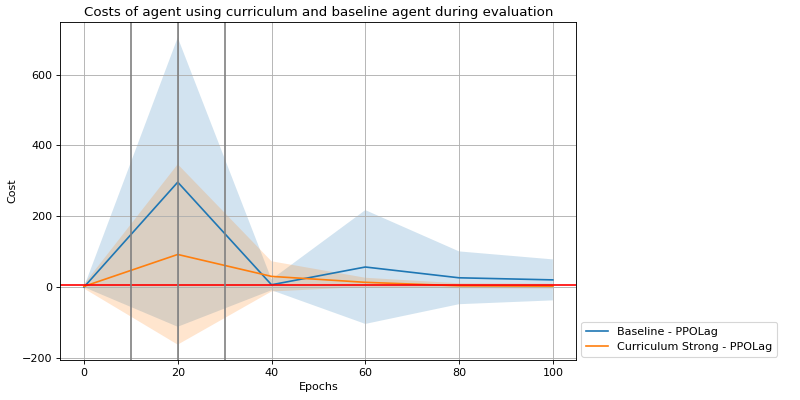 Costs of agent using curriculum and baseline agent during evaluation
600
400
200
0
−200
Cost
0 20 40 60 80 100
Epochs
Baseline - PPOLag
Curriculum Strong - PPOLag